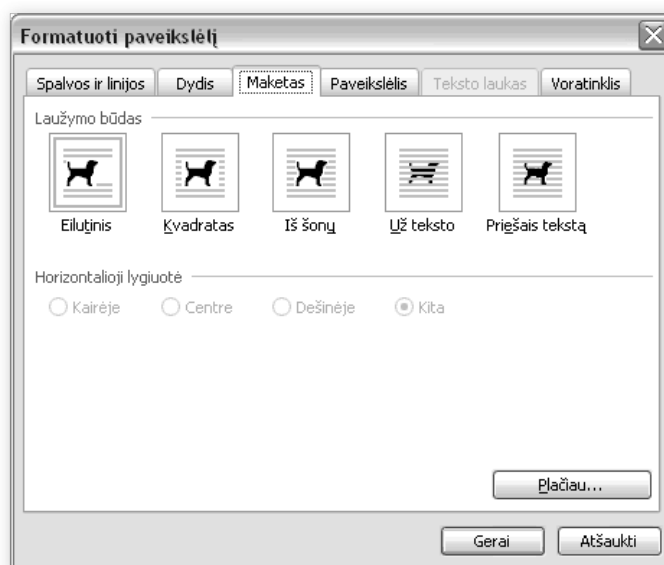 Formatuoti paveikslėlį
Spalvos ir linijos Dydis Maketas Paveikslėlis Teksto laukas Voratinklis
Laužymo būdas
Eilutinis Kvadratas Iš šonų Už teksto Priešais tekstą
Horizontalioji lygiuotė
Kairėje Centre Dešinėje Kita
Plačiau...
Gerai Atšaukti